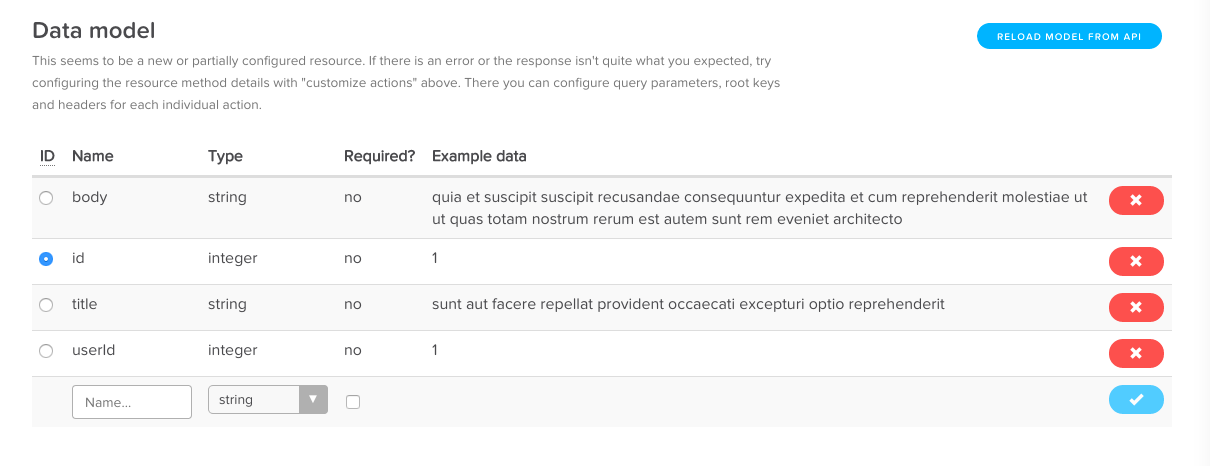 Data model
RELOAD MODEL FROM API
This seems to be a new or partially configured resource. If there is an error or the response isn't quite what you expected, try
configuring the resource method details with "customize actions" above. There you can configure query parameters, root keys
and headers for each individual action.
ID Name Type Required? Example data
body string no quia et suscipit suscipit recusandae consequuntur expedita et cum reprehenderit molestiae ut
ut quas totam nostrum rerum est autem sunt rem eveniet architecto
id integer no 1
title string no sunt aut facere repellat provident occaecati excepturi optio reprehenderit
userId integer no 1
Name... string